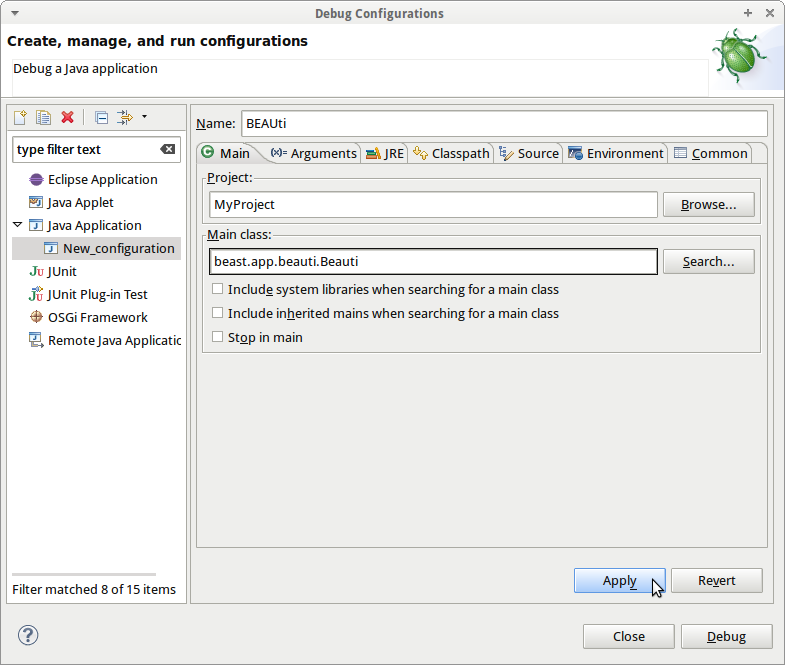 Debug Configurations
Create, manage, and run configurations
Debug a Java application
Name: BEAUti
type filter text
Main (x)= Arguments JRE Classpath Source Environment Common
Eclipse Application
Java Applet
Java Application
New_configuration
JUnit
JUnit Plug-in Test
OSGi Framework
Remote Java Applicatic
Filter matched 8 of 15 items
Project:
MyProject Browse...
Main class:
beast.app.beauti.Beauti Search...
Include system libraries when searching for a main class
Include inherited mains when searching for a main class
Stop in main
Apply Revert
Close Debug